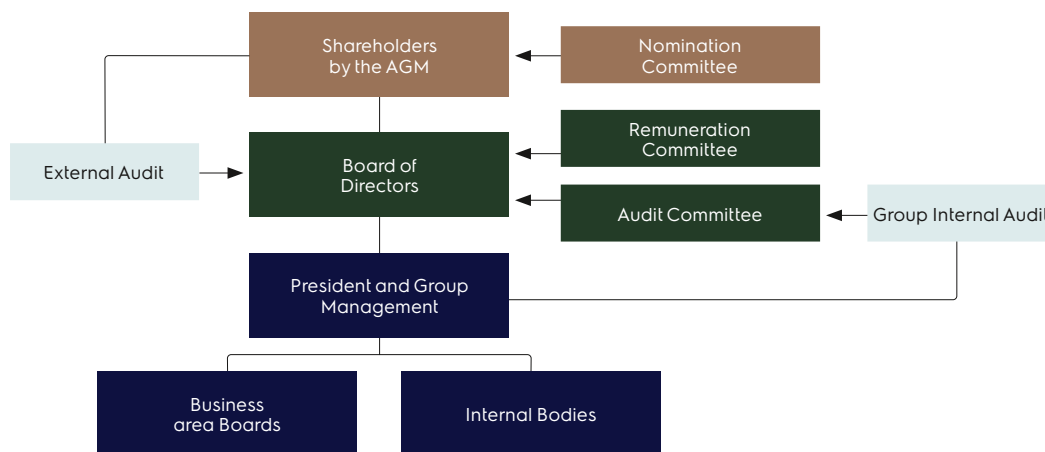 Shareholders
by the AGM
Nomination
Committee
Remuneration
Committee
External Audit
Board of
Directors
Audit Committee
Group Internal Audit
President and Group
Management
Business
area Boards
Internal Bodies